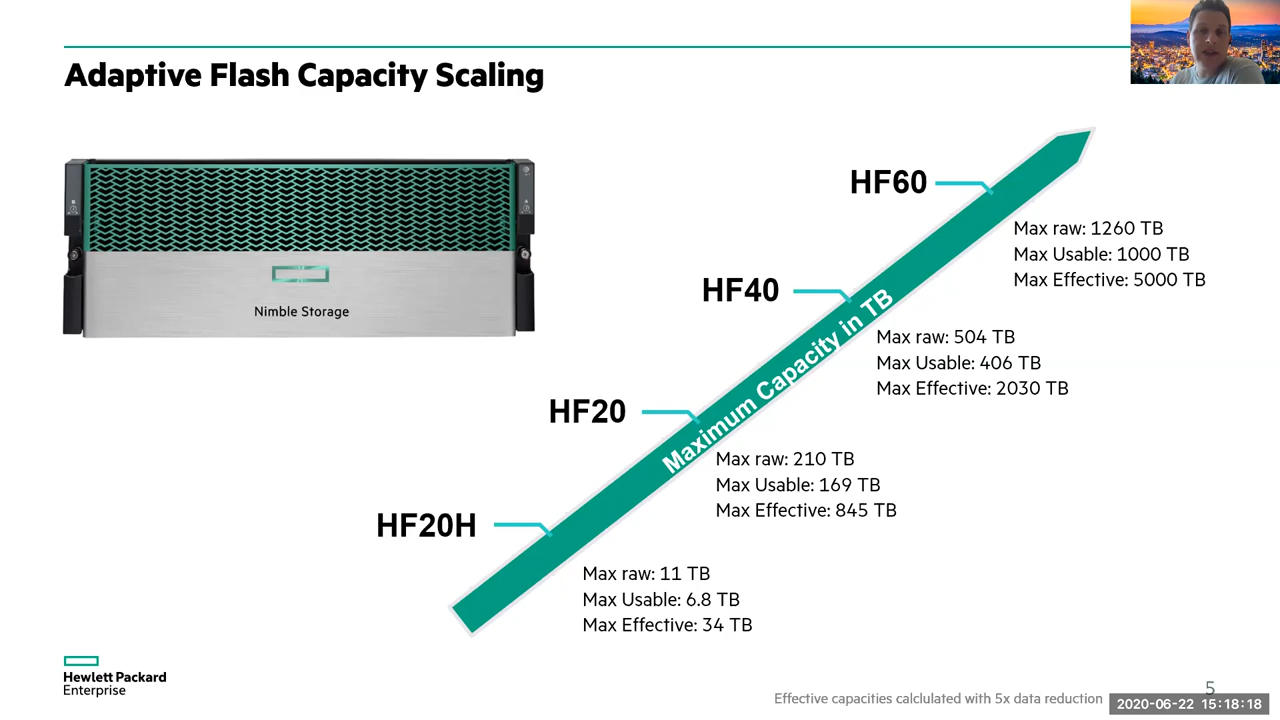 Adaptive Flash Capacity Scaling
Nimble Storage
HF60
Max raw: 1260 TB
Max Usable: 1000 TB
Max Effective: 5000 TB
HF40
Max raw: 504 TB
Max Usable: 406 TB
Max Effective: 2030 TB
Maximum Capacity in TB
HF20
Max raw: 210 TB
Max Usable: 169 TB
Max Effective: 845 TB
HF20H
Max raw: 11 TB
Max Usable: 6.8 TB
Max Effective: 34 TB
Hewlett Packard
Enterprise
Effective capacities calclulated with 5x data reduction
5
2020-06-22 15:18:18